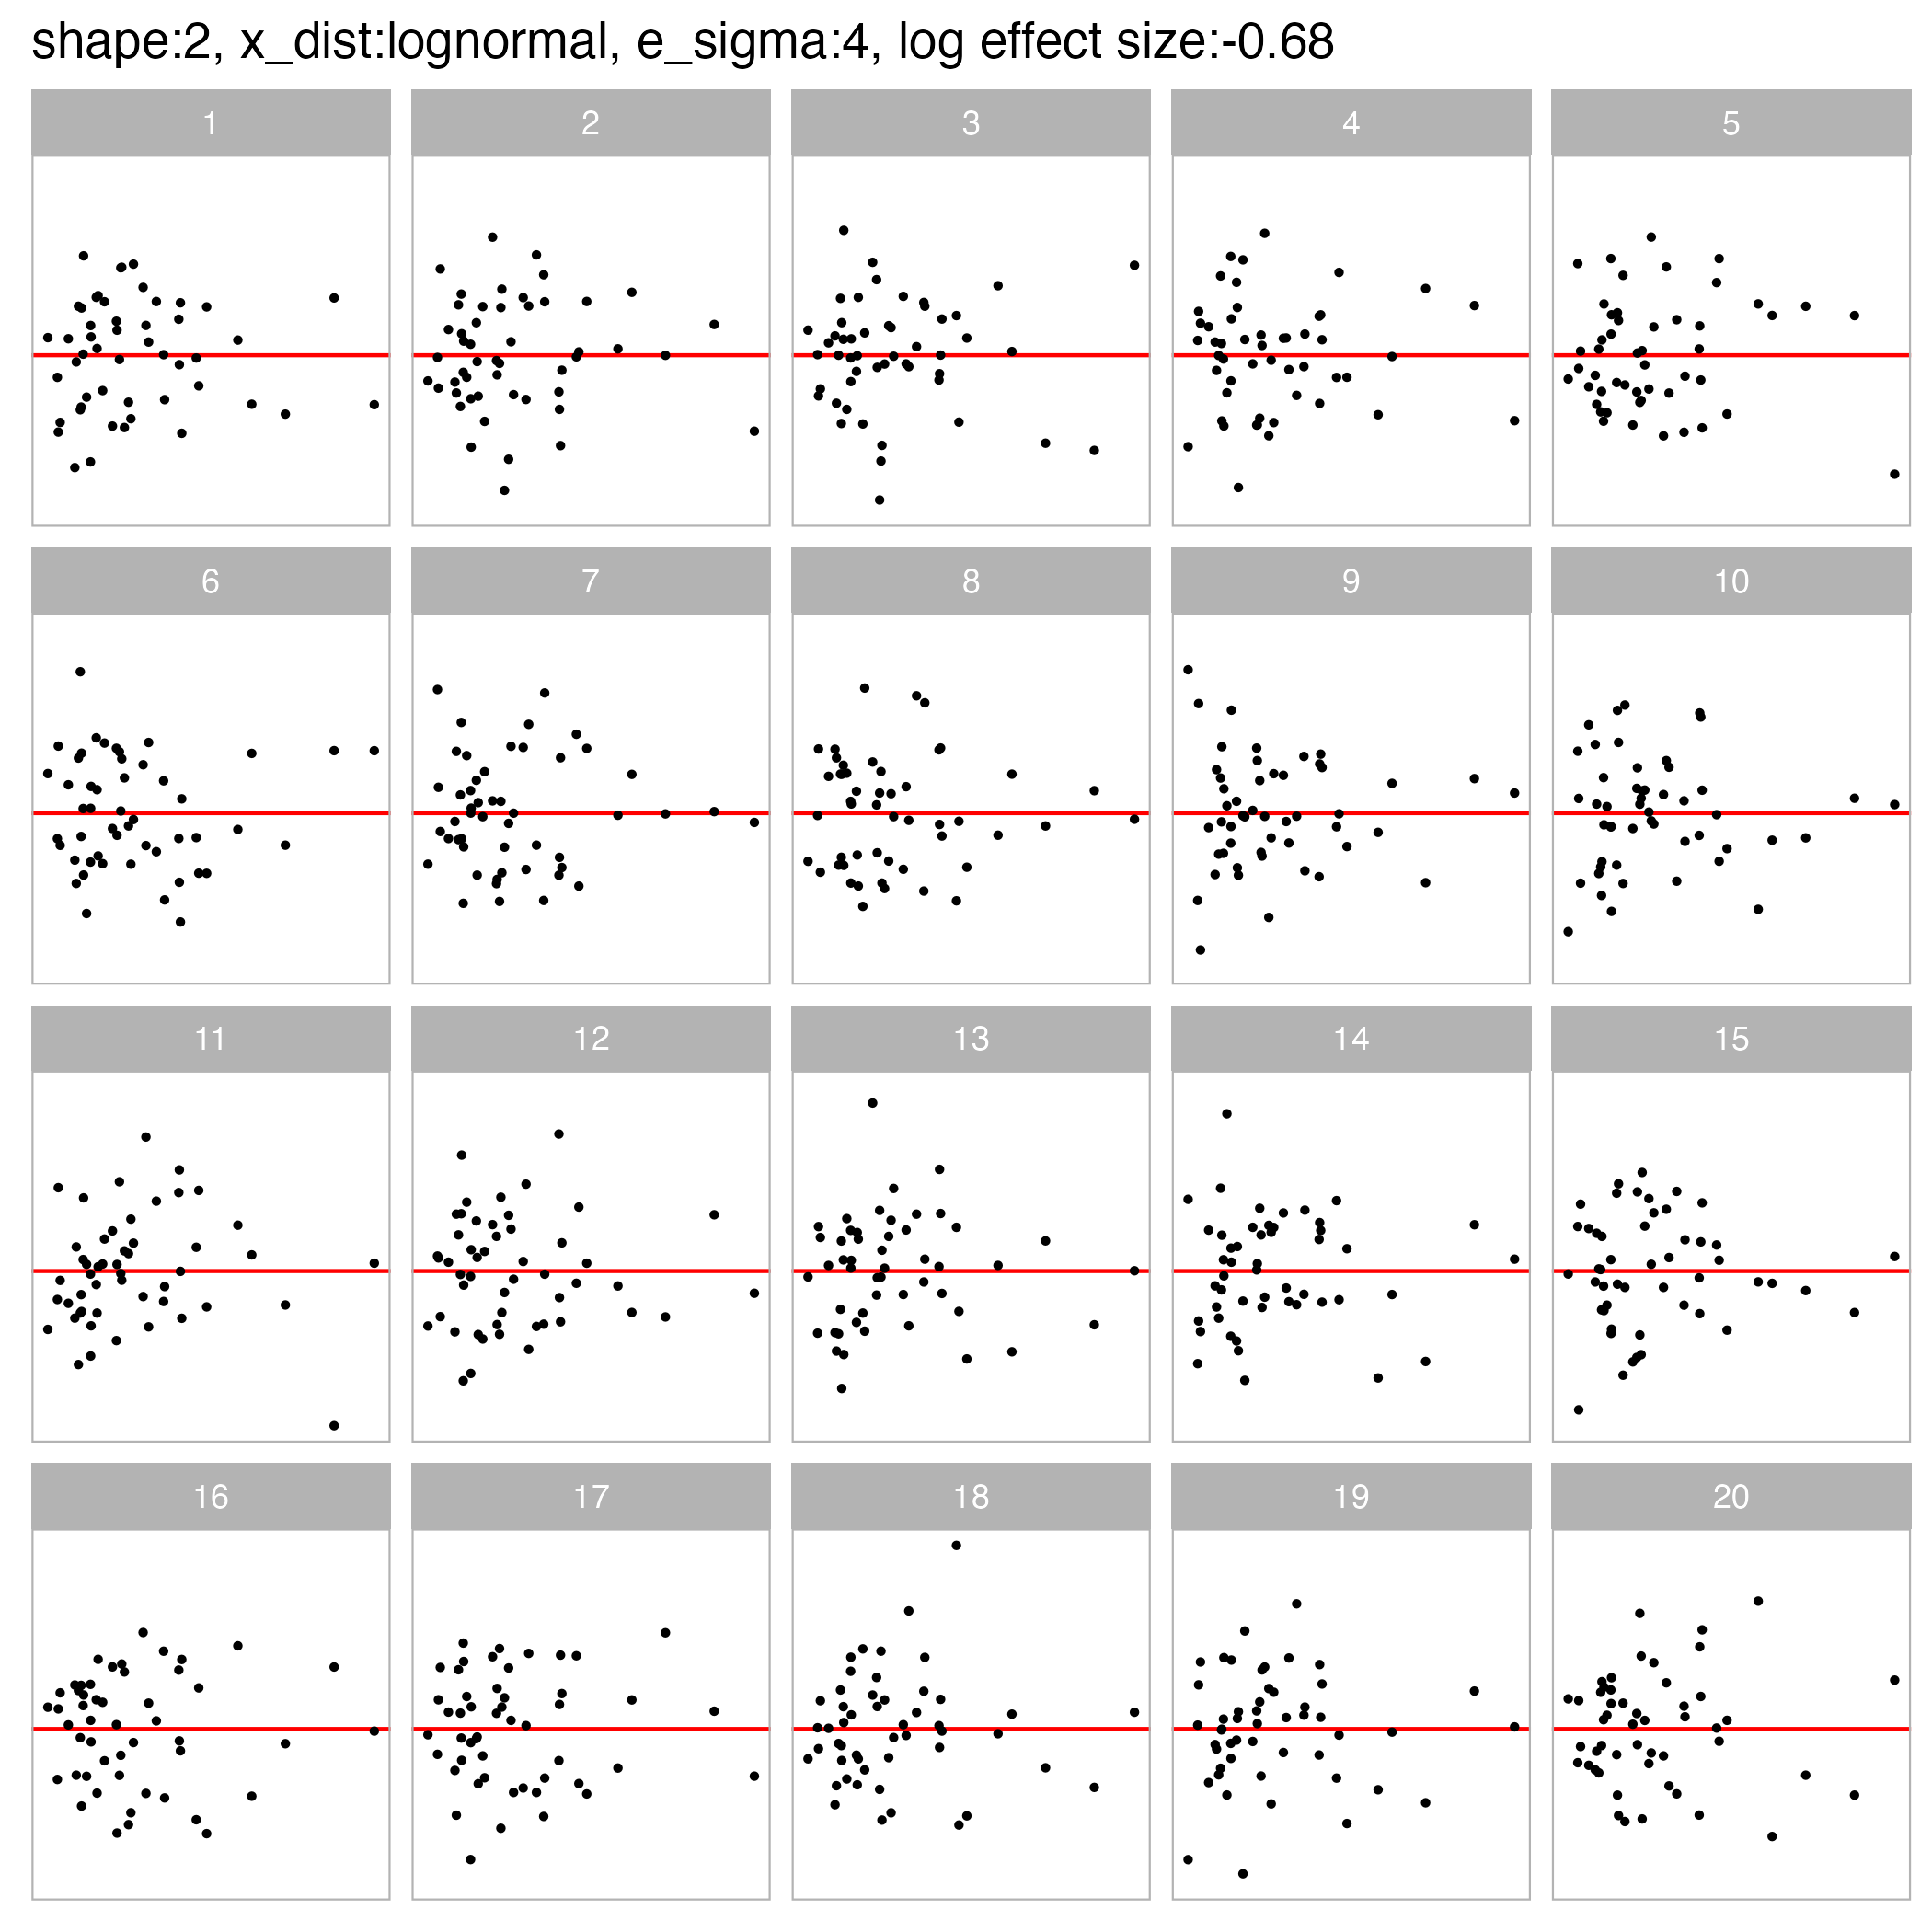 shape:2, x_dist:lognormal, e_sigma:4, log effect size:-0.68
1 2 3 4 5
6 7 8 9 10
11 12 13 14 15
16 17 18 19 20